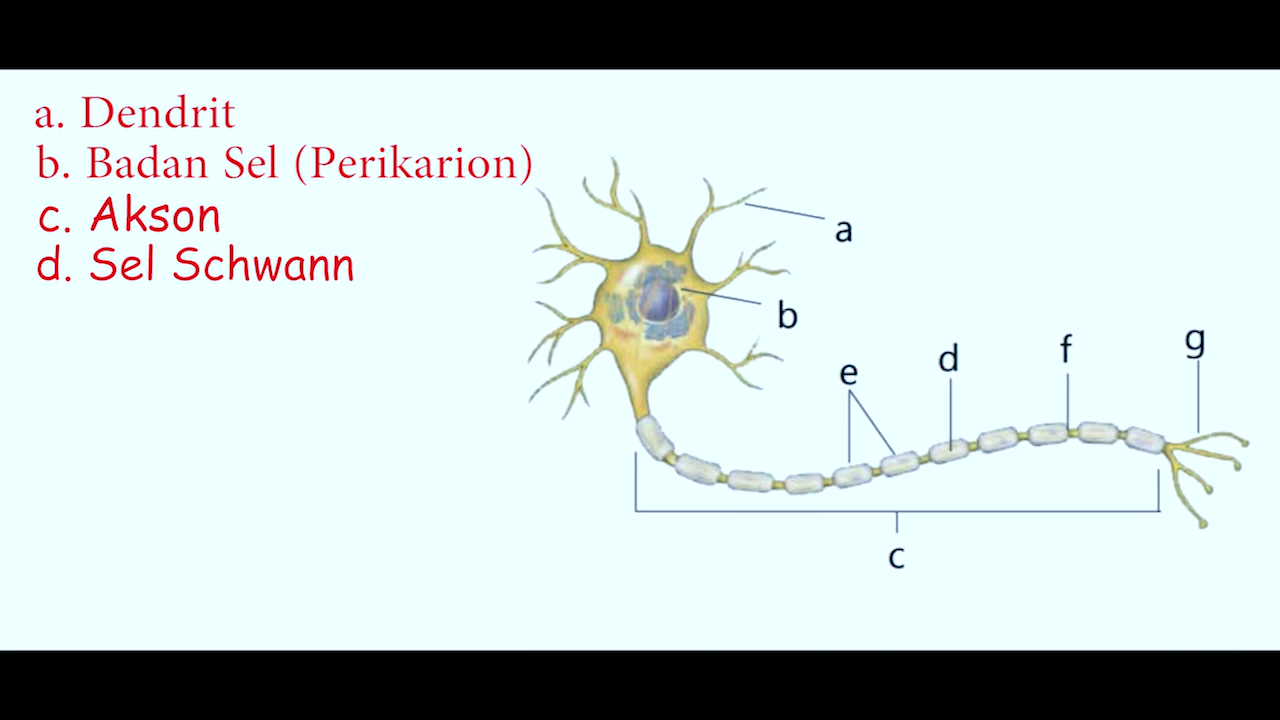 a. Dendrit
b. Badan Sel (Perikarion)
c. Akson
d. Sel Schwann
a
b
e
d
f
g
c